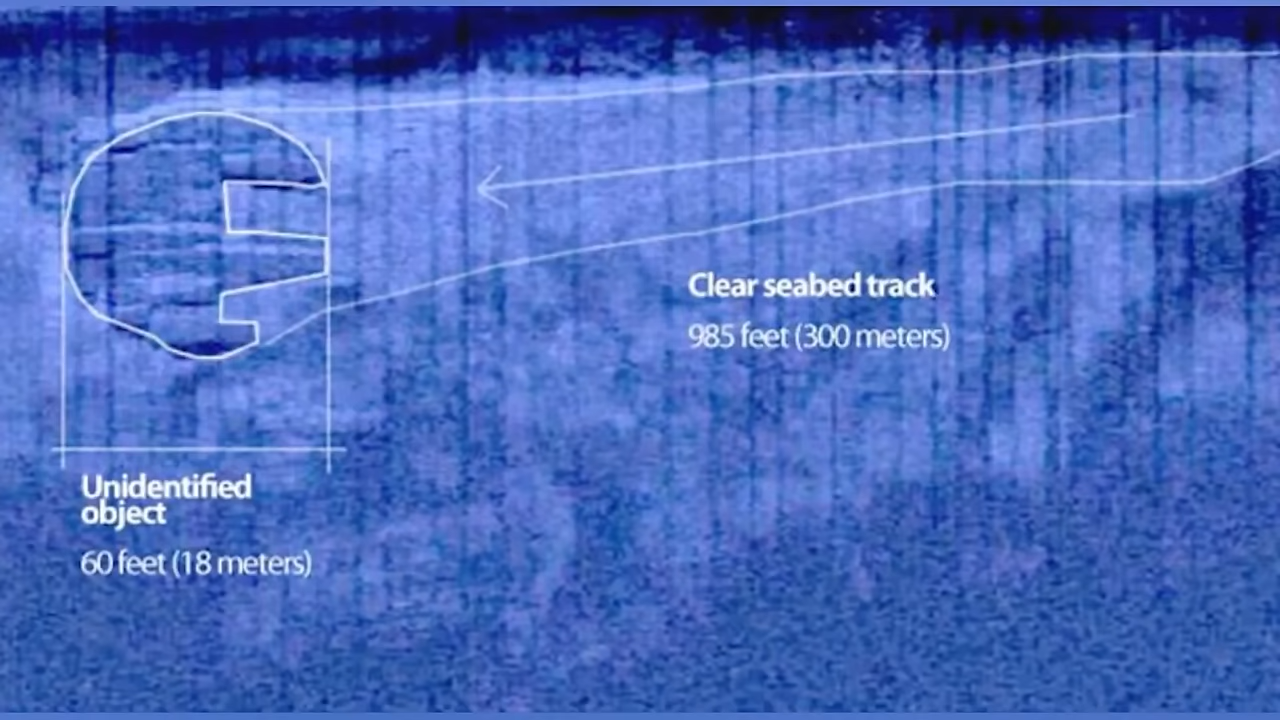 Clear seabed track
985 feet (300 meters)
Unidentified
object
60 feet (18 meters)